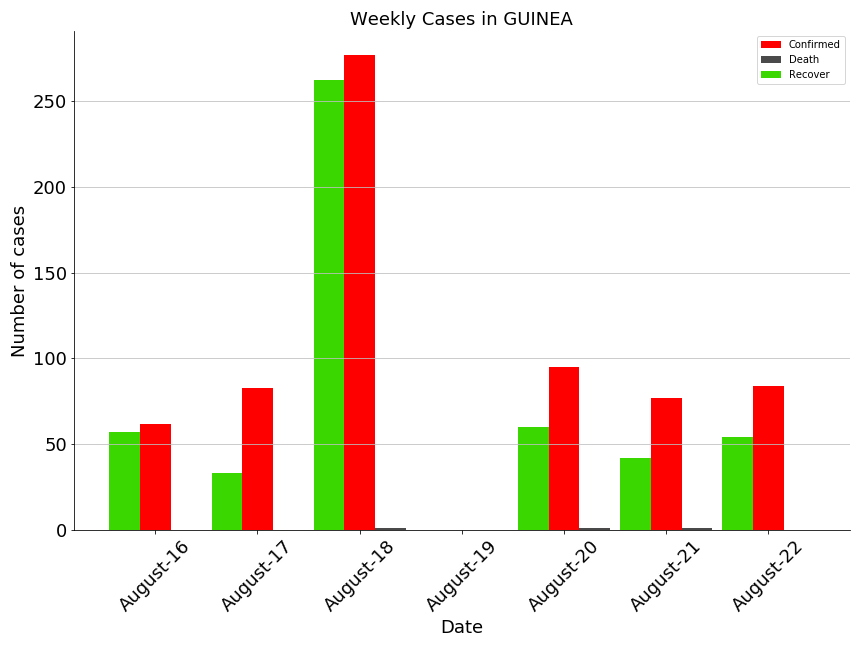 Weekly Cases in GUINEA
Confirmed
Death
Recover
Number of cases
250
200
150
100
50
0
August-16
August-17
August-18
August-19
August-20
August-21
August-22
Date